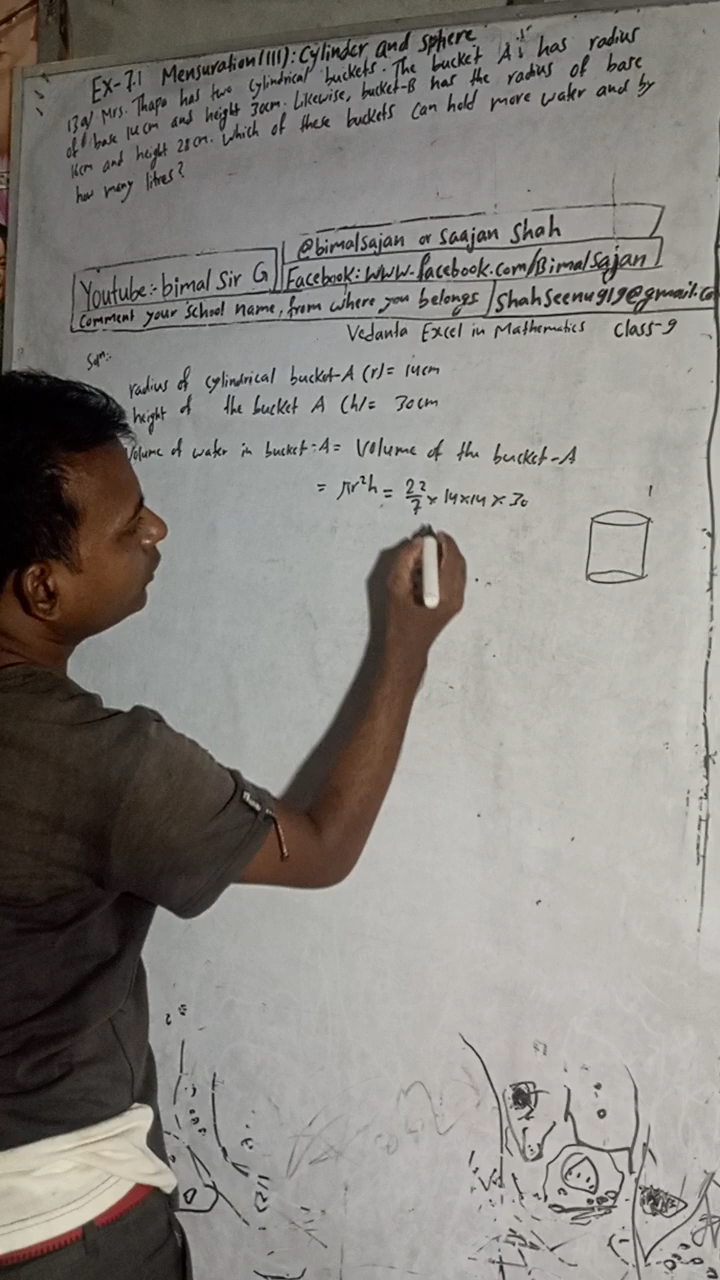 Ex-7.1 Mensuration(III): Cylinder and sphere
13a) Mrs. Thapa has two cylindrical buckets. The bucket A is has radius
of base 14cm and height 30cm. Likewise, bucket-B has the radius of base
cm and height 28cm. Which of these buckets can hold more water and by
how many litres?
@bimalsajan or Saajan Shah
Youtube:- bimal Sir G
Facebook: www.facebook.com/Bimalsajan
Comment your school name, from where you belongs
Shahseenu919@gmail.co
Vedanta Excel in Mathematics class-9
Solⁿ:-
radius of cylindrical bucket-A (r)= 14cm
height of the bucket A (h)= 30cm
Volume of water in bucket-A = Volume of the bucket-A
= πr²h = 22/7 × 14×14 × 30